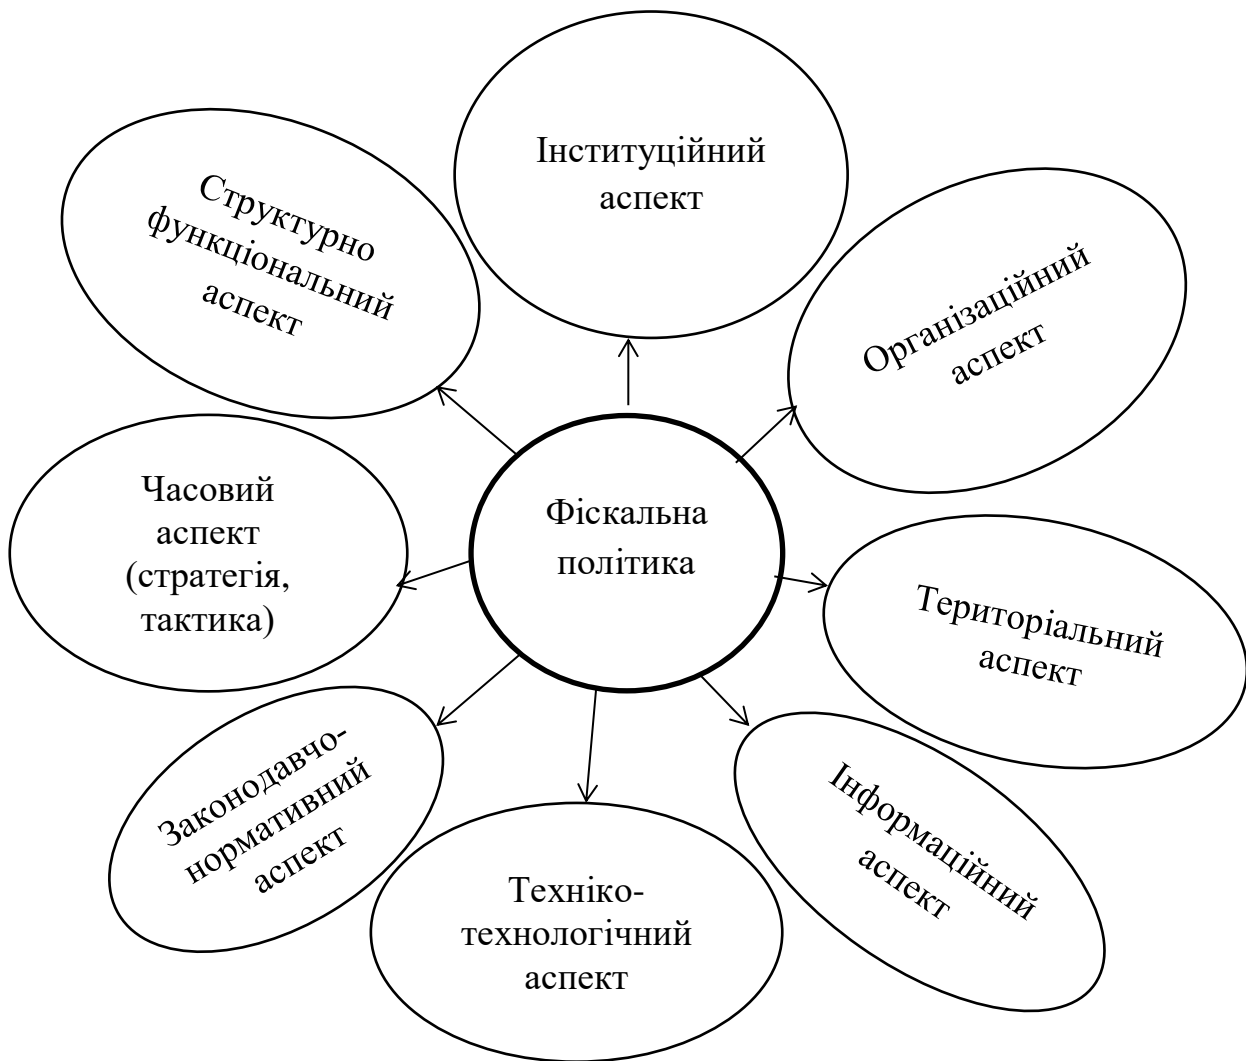 Інституційний
аспект
Структурно
функціональний
аспект
Організаційний
аспект
Часовий
аспект
(стратегія,
тактика)
Фіскальна
політика
Територіальний
аспект
Законодавчо-
нормативний
аспект
Техніко-
технологічний
аспект
Інформаційний
аспект